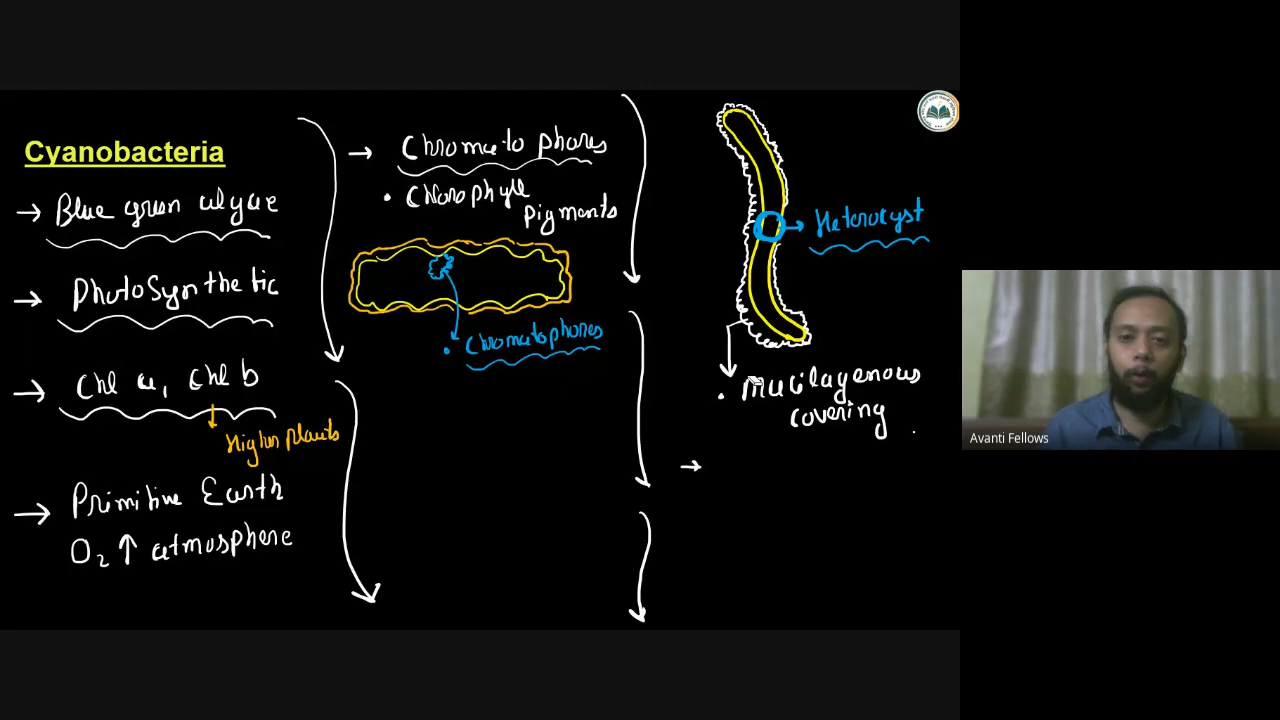 Cyanobacteria
→ Blue green algae
→ Photosynthetic
→ Chl a, Chl b
Higher plants
→ Primitive Earth
O₂ ↑ atmosphere
→ Chromatophores
• Chlorophyll
Pigments
• Chromatophores
→ Heterocyst
• Mucilagenous
covering
→
Avanti Fellows